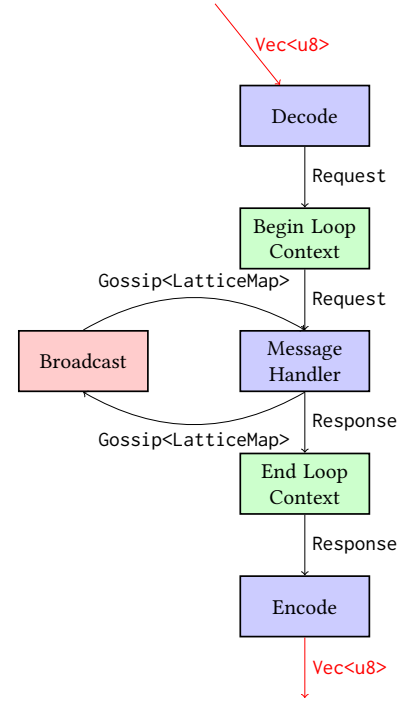 Vec<u8>
Decode
Request
Begin Loop
Context
Gossip<LatticeMap>
Request
Broadcast
Message
Handler
Response
Gossip<LatticeMap>
End Loop
Context
Response
Encode
Vec<u8>